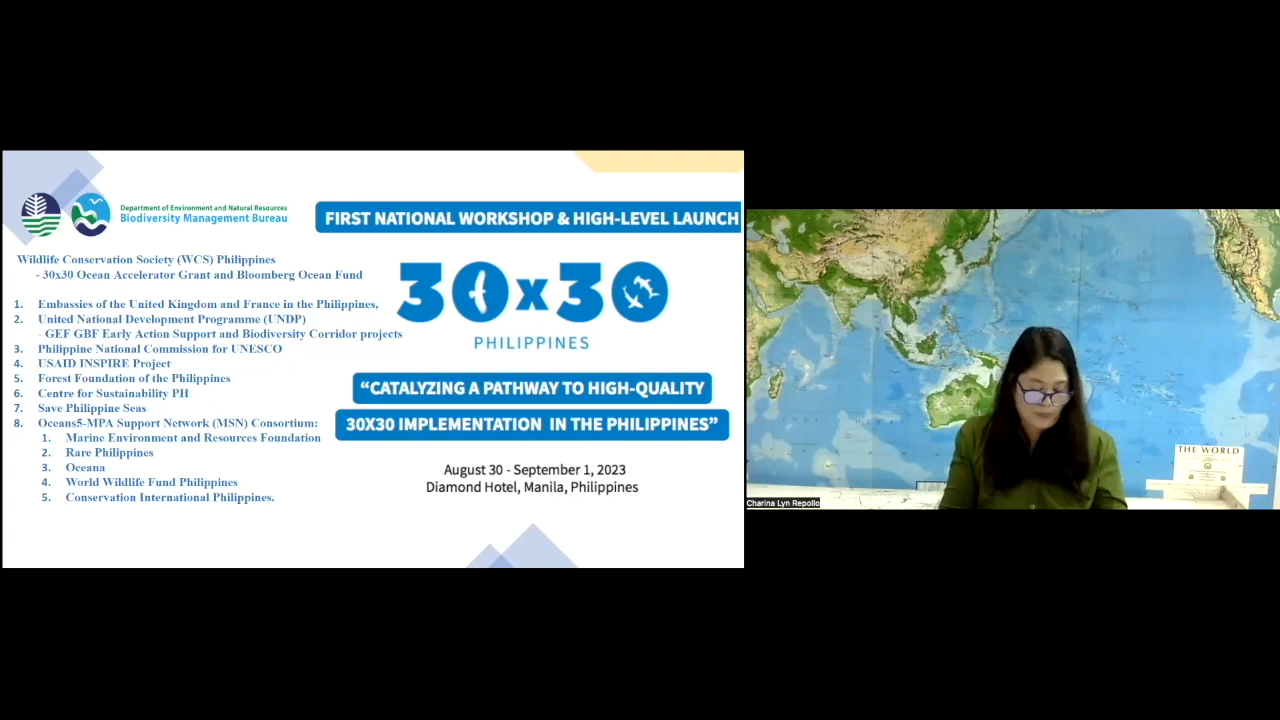 Department of Environment and Natural Resources
Biodiversity Management Bureau
FIRST NATIONAL WORKSHOP & HIGH-LEVEL LAUNCH
Wildlife Conservation Society (WCS) Philippines
- 30x30 Ocean Accelerator Grant and Bloomberg Ocean Fund
1. Embassies of the United Kingdom and France in the Philippines,
2. United National Development Programme (UNDP)
- GEF GBF Early Action Support and Biodiversity Corridor projects
3. Philippine National Commission for UNESCO
4. USAID INSPIRE Project
5. Forest Foundation of the Philippines
6. Centre for Sustainability PH
7. Save Philippine Seas
8. Oceans5-MPA Support Network (MSN) Consortium:
1. Marine Environment and Resources Foundation
2. Rare Philippines
3. Oceana
4. World Wildlife Fund Philippines
5. Conservation International Philippines.
30x30
PHILIPPINES
“CATALYZING A PATHWAY TO HIGH-QUALITY
30X30 IMPLEMENTATION IN THE PHILIPPINES”
August 30 - September 1, 2023
Diamond Hotel, Manila, Philippines
THE WORLD
Charina Lyn Repollo